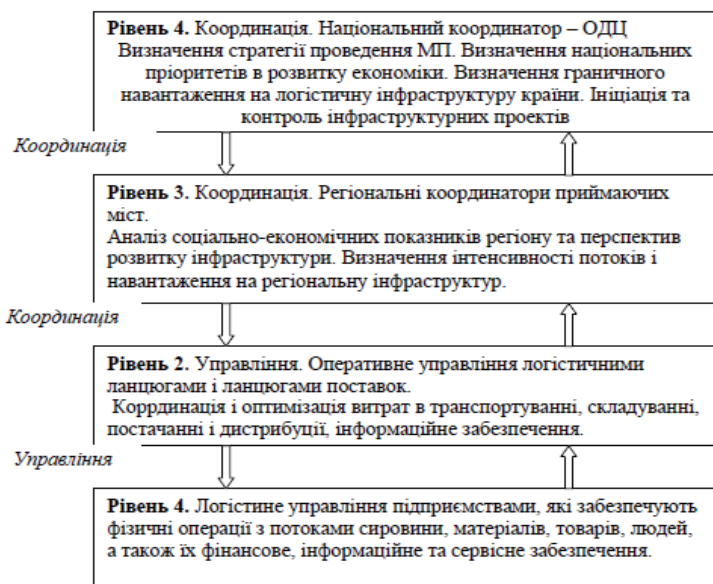 Рівень 4. Координація. Національний координатор – ОДЦ
Визначення стратегії проведення МП. Визначення національних
пріоритетів в розвитку економіки. Визначення граничного
навантаження на логістичну інфраструктуру країни. Ініціація та
контроль інфраструктурних проектів
Координація
Рівень 3. Координація. Регіональні координатори приймаючих
міст.
Аналіз соціально-економічних показників регіону та перспектив
розвитку інфраструктури. Визначення інтенсивності потоків і
навантаження на регіональну інфраструктур.
Координація
Рівень 2. Управління. Оперативне управління логістичними
ланцюгами і ланцюгами поставок.
Коррдинація і оптимізація витрат в транспортуванні, складуванні,
постачанні і дистрибуції, інформаційне забезпечення.
Управління
Рівень 4. Логістине управління підприємствами, які забезпечують
фізичні операції з потоками сировини, матеріалів, товарів, людей,
а також їх фінансове, інформаційне та сервісне забезпечення.